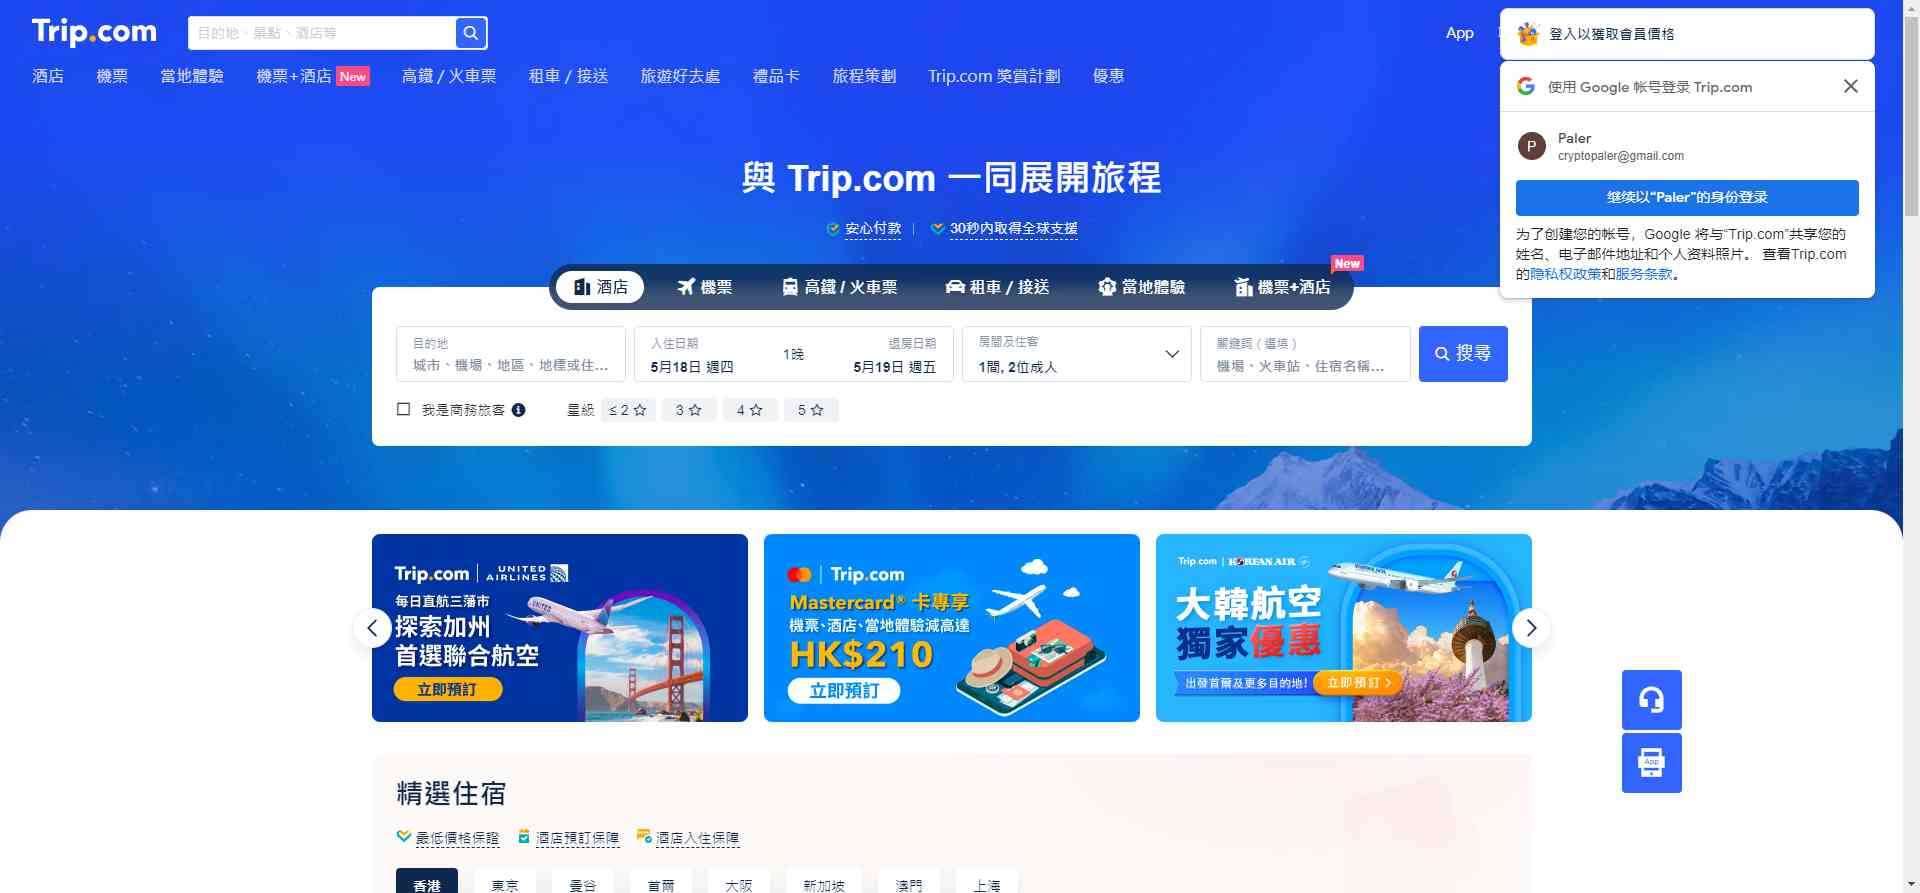 Trip.com
目的地、景點、酒店等
App
登入以獲取會員價格
酒店
機票
當地體驗
機票+酒店 New
高鐵 / 火車票
租車 / 接送
旅遊好去處
禮品卡
旅程策劃
Trip.com 獎賞計劃
優惠
使用 Google 帐号登录 Trip.com
P
Paler
cryptopaler@gmail.com
继续以“Paler”的身份登录
为了创建您的帐号，Google 将与“Trip.com”共享您的
姓名、电子邮件地址和个人资料照片。 查看Trip.com
的隐私权政策和服务条款。
與 Trip.com 一同展開旅程
安心付款
30秒內取得全球支援
New
酒店
機票
高鐵 / 火車票
租車 / 接送
當地體驗
機票+酒店
目的地
城市、機場、地區、地標或住...
入住日期
5月18日 週四
1晚
退房日期
5月19日 週五
房間及住客
1間, 2位成人
關鍵詞 ( 選填 )
機場、火車站、住宿名稱...
搜尋
我是商務旅客
星級
≤ 2
3
4
5
Trip.com UNITED AIRLINES
每日直航三藩市
探索加州
首選聯合航空
立即預訂
Trip.com
Mastercard® 卡專享
機票、酒店、當地體驗減高達
HK$210
立即預訂
Trip.com KOREAN AIR
大韓航空
獨家優惠
出發首爾及更多目的地!
立即預訂
App
精選住宿
最低價格保證
酒店預訂保障
酒店入住保障
香港
東京
曼谷
首爾
大阪
新加坡
澳門
上海